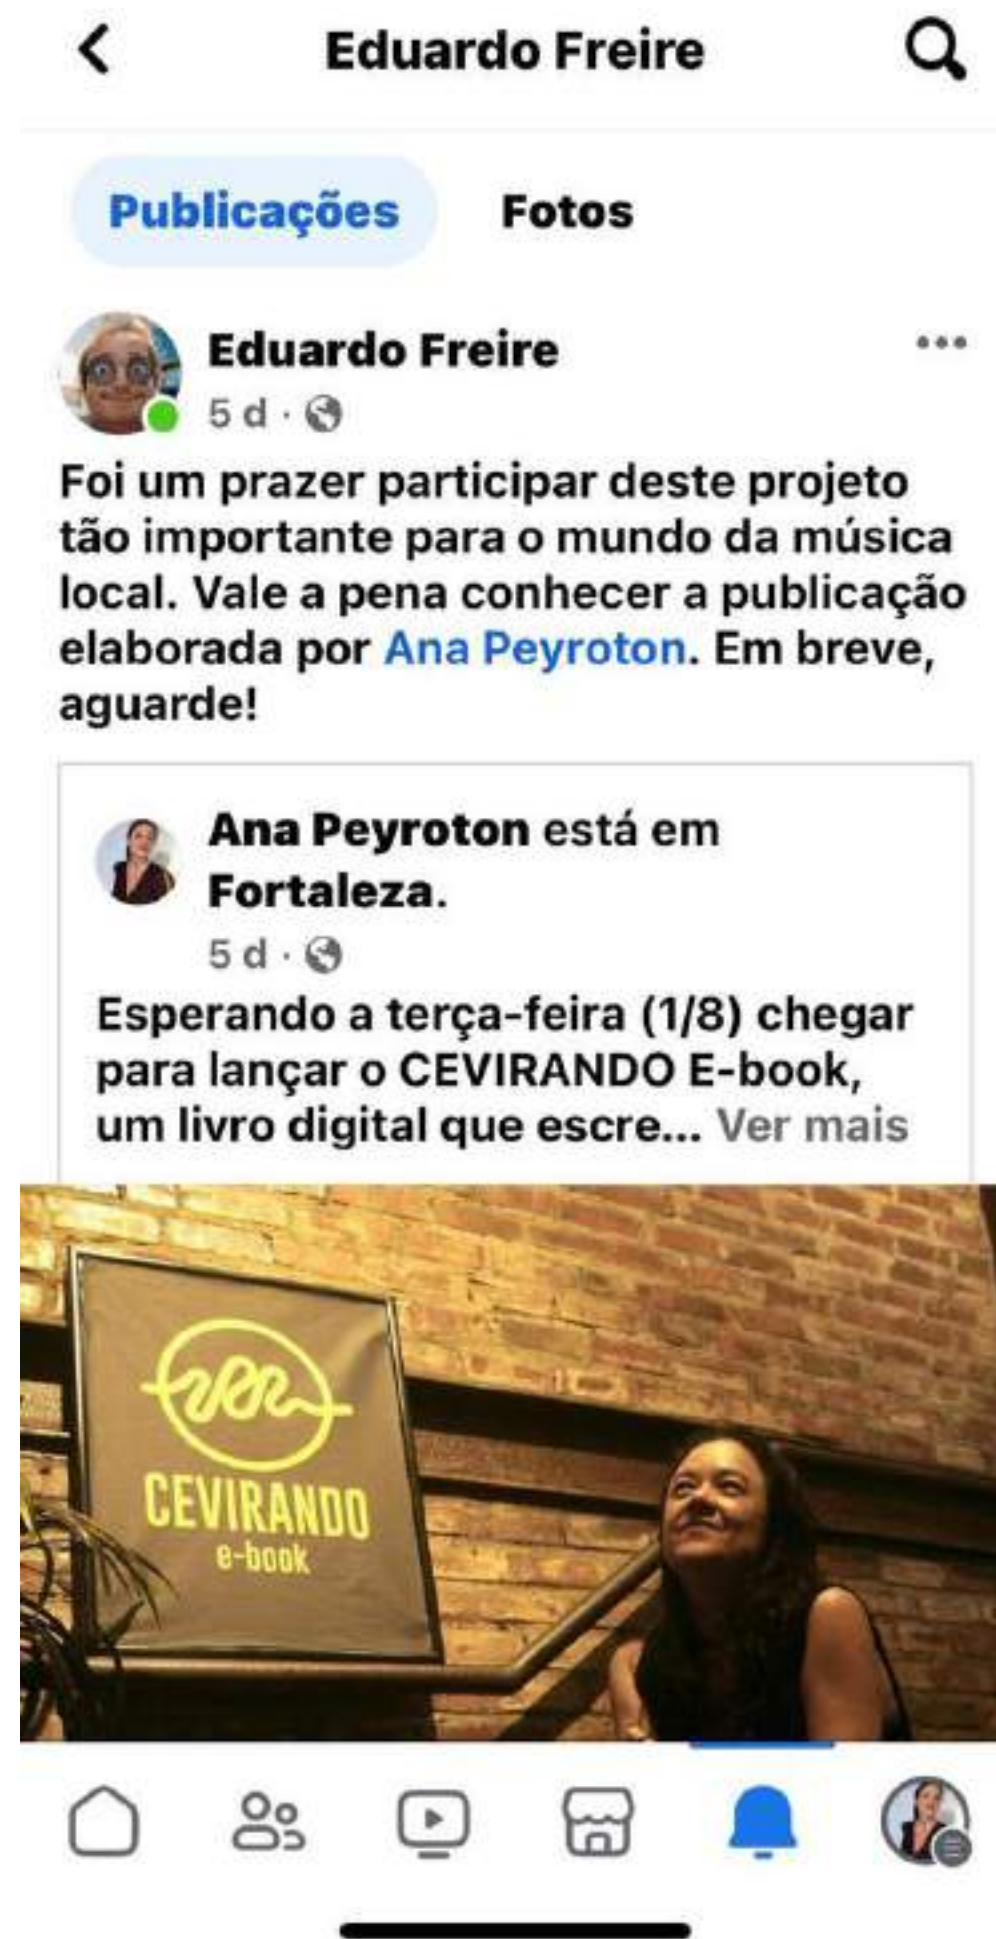 Eduardo Freire
Publicações
Fotos
Eduardo Freire
5 d ·
Foi um prazer participar deste projeto
tão importante para o mundo da música
local. Vale a pena conhecer a publicação
elaborada por Ana Peyroton. Em breve,
aguarde!
Ana Peyroton está em
Fortaleza.
5 d ·
Esperando a terça-feira (1/8) chegar
para lançar o CEVIRANDO E-book,
um livro digital que escre... Ver mais
CEVIRANDO
e-book